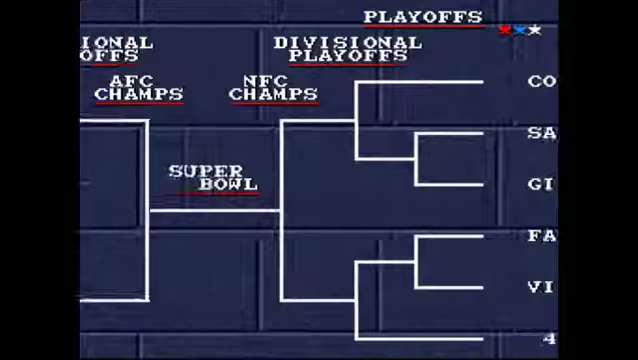 PLAYOFFS
IONAL
OFFS
DIVISIONAL
PLAYOFFS
AFC
CHAMPS
NFC
CHAMPS
CO
SA
SUPER
BOWL
GI
FA
VI
4